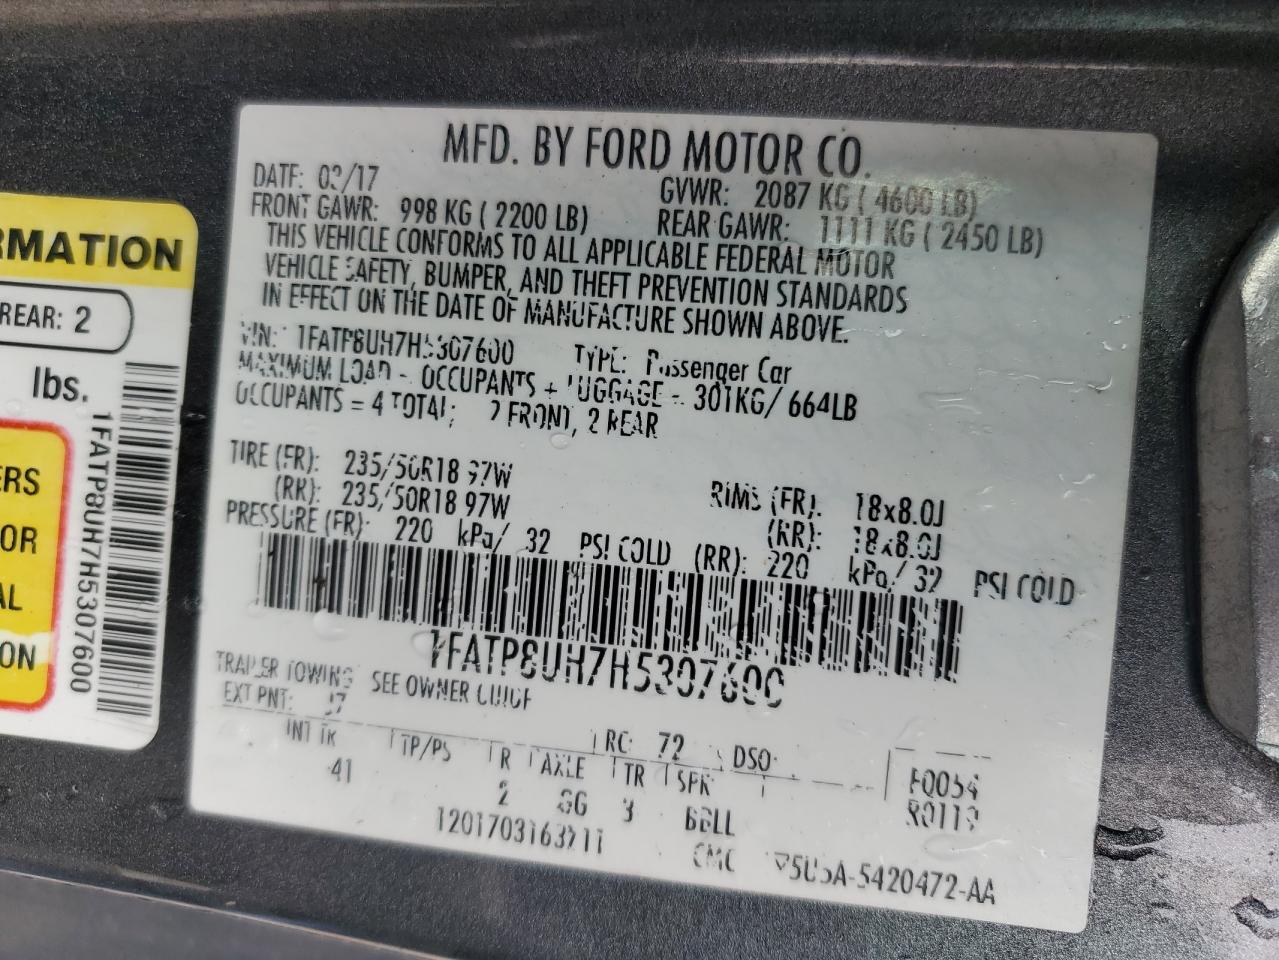 MFD. BY FORD MOTOR CO.
DATE: 03/17 GVWR: 2087 KG ( 4600 LB)
FRONT GAWR: 998 KG ( 2200 LB) REAR GAWR: 1111 KG ( 2450 LB)
THIS VEHICLE CONFORMS TO ALL APPLICABLE FEDERAL MOTOR
VEHICLE SAFETY, BUMPER, AND THEFT PREVENTION STANDARDS
IN EFFECT ON THE DATE OF MANUFACTURE SHOWN ABOVE.
VIN: 1FATP8UH7H5307600 TYPE: Passenger Car
MAXIMUM LOAD - OCCUPANTS + LUGGAGE - 301KG/ 664LB
OCCUPANTS = 4 TOTAL; 2 FRONT, 2 REAR
TIRE (FR): 235/50R18 97W RIMS (FR): 18x8.0J
(RR): 235/50R18 97W (RR): 18x8.0J
PRESSURE (FR): 220 kPa/ 32 PSI COLD (RR): 220 kPa/ 32 PSI COLD
1FATP8UH7H5307600
TRAILER TOWING SEE OWNER GUIDE
EXT PNT: J7 RC: 72 DSO:
INT TR TP/PS R AXLE TR SPR F0054
41 2 GG 3 BBLL
CMC 5U5A-5420472-AA
RMATION
REAR: 2
lbs.
ERS
OR
AL
ON
1FATP8UH7H5307600